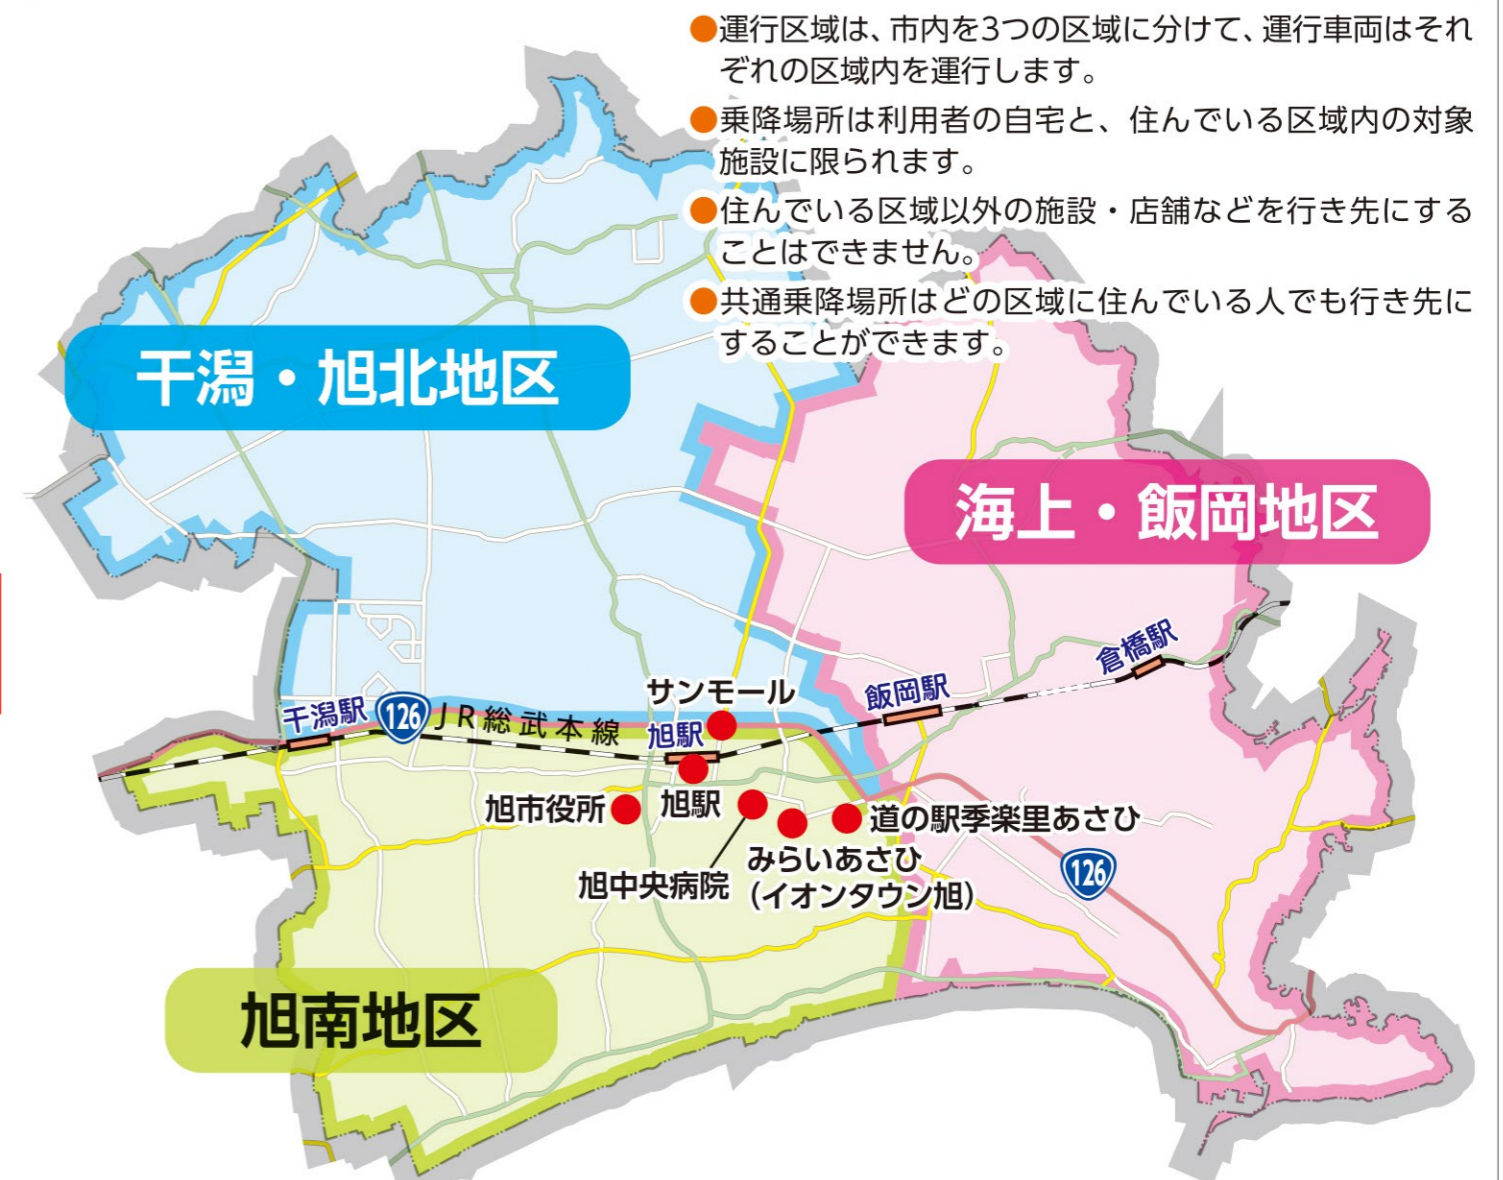 ●運行区域は、市内を3つの区域に分けて、運行車両はそれ
ぞれの区域内を運行します。
●乗降場所は利用者の自宅と、住んでいる区域内の対象
施設に限られます。
●住んでいる区域以外の施設・店舗などを行き先にする
ことはできません。
●共通乗降場所はどの区域に住んでいる人でも行き先に
することができます。
干潟・旭北地区
海上・飯岡地区
倉橋駅
飯岡駅
サンモール
干潟駅
126
JR総武本線
旭駅
旭市役所
旭駅
道の駅季楽里あさひ
みらいあさひ
(イオンタウン旭)
旭中央病院
126
旭南地区